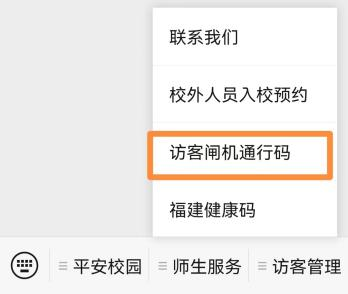 联系我们
校外人员入校预约
访客闸机通行码
福建健康码
平安校园
师生服务
访客管理